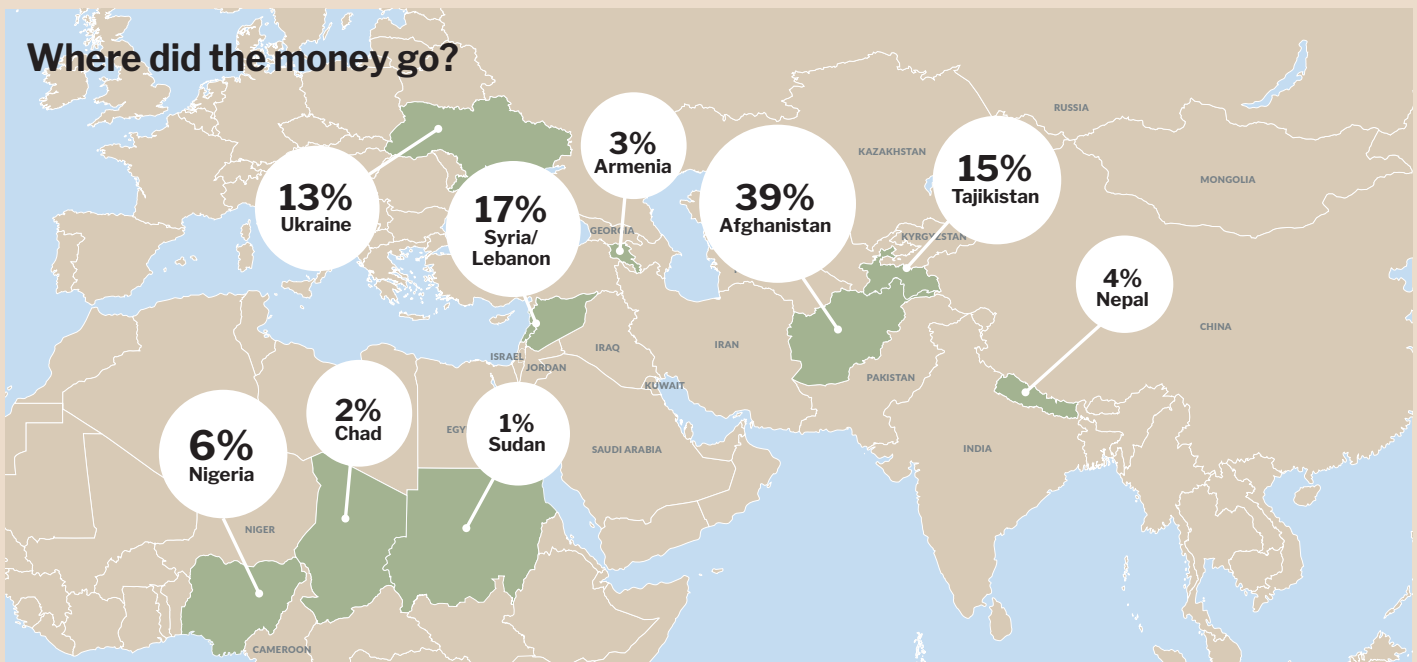 Where did the money go?
RUSSIA
3%
Armenia
KAZAKHSTAN
15%
Tajikistan
MONGOLIA
13%
Ukraine
17%
Syria/
Lebanon
39%
Afghanistan
GEORGIA
KYRGYZSTAN
4%
Nepal
CHINA
ISRAEL
JORDAN
IRAQ
IRAN
KUWAIT
PAKISTAN
2%
Chad
1%
Sudan
6%
Nigeria
EGY
SAUDI ARABIA
INDIA
NIGER
CAMEROON